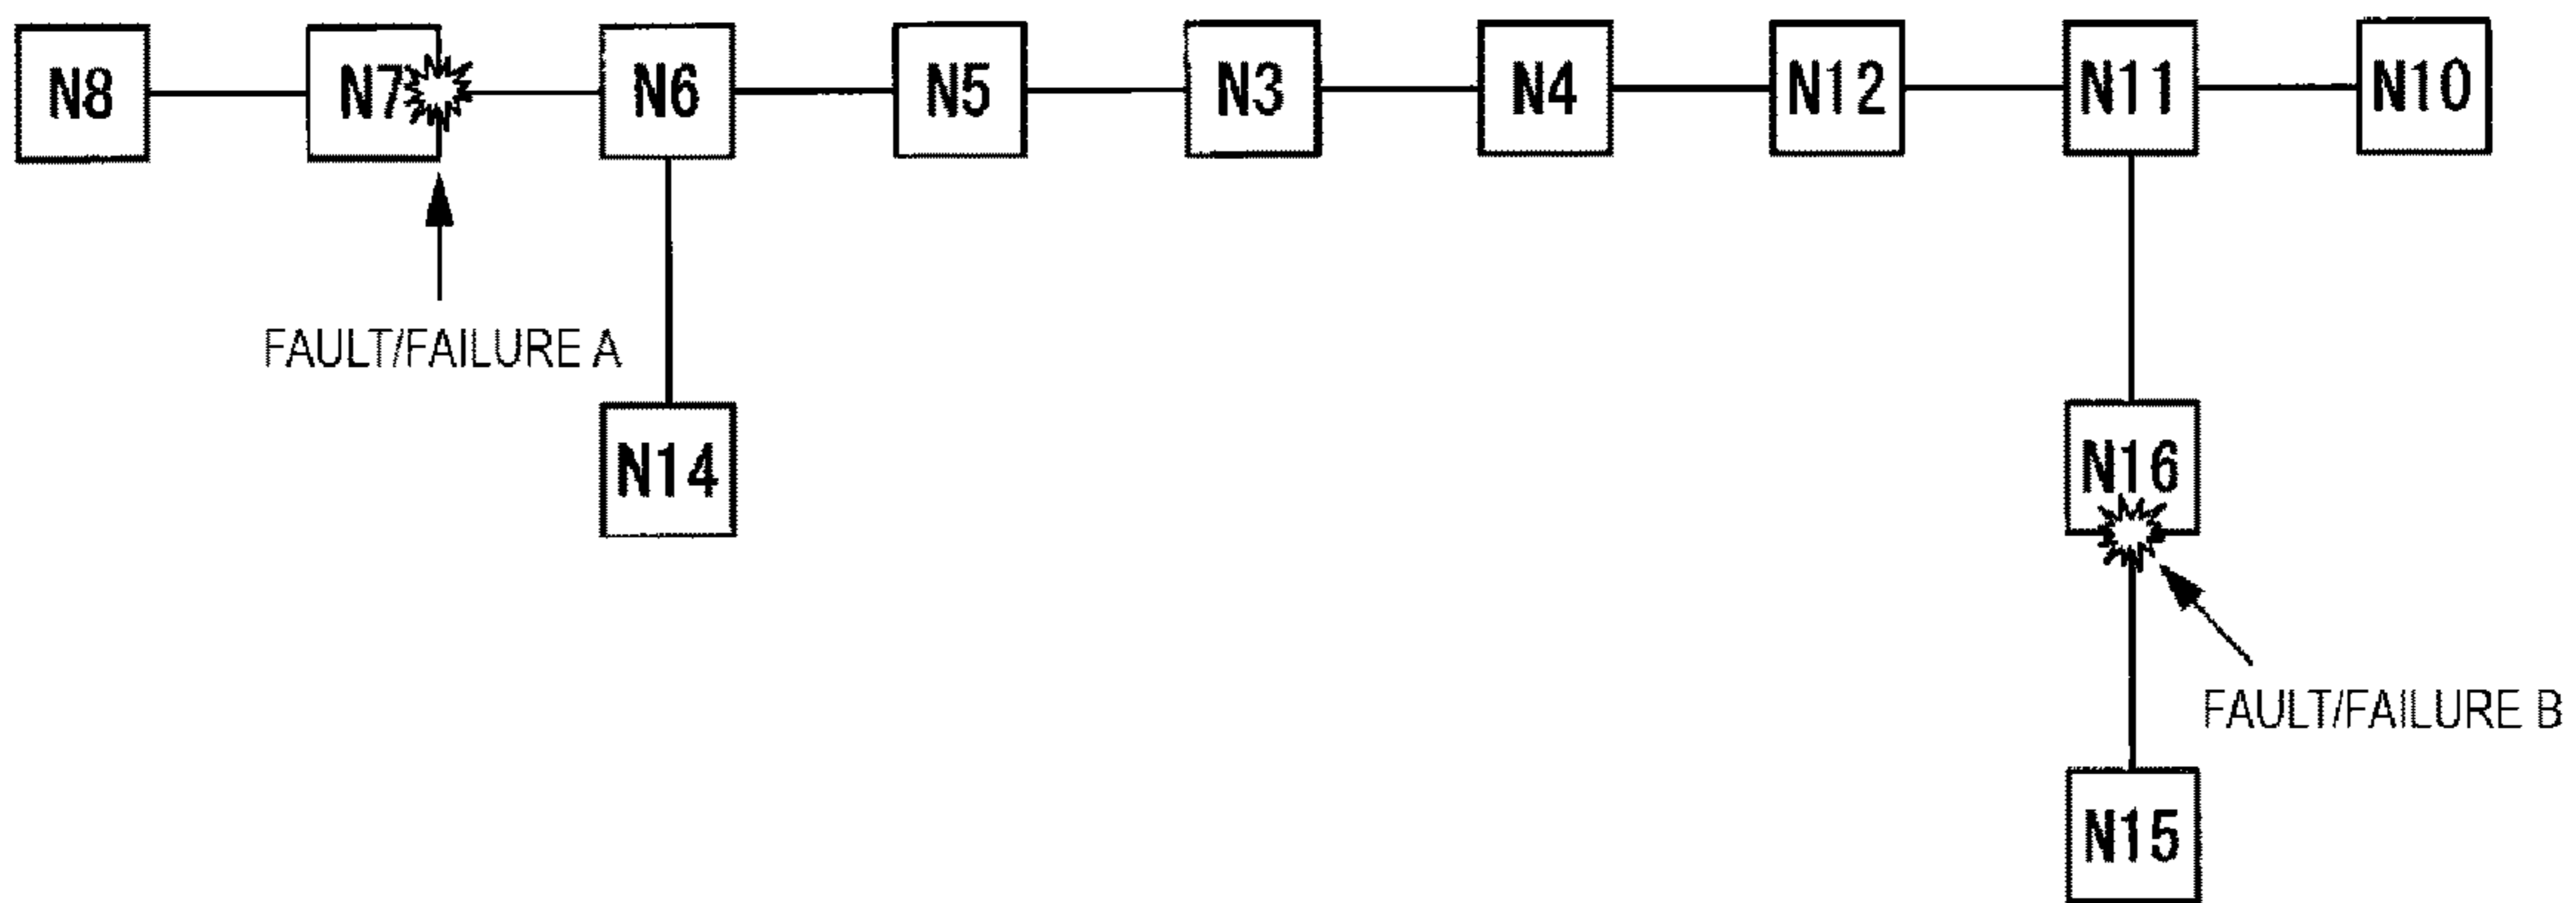 N8 N7 N6 N5 N3 N4 N12 N11 N10
FAULT/FAILURE A
N14
N16
FAULT/FAILURE B
N15